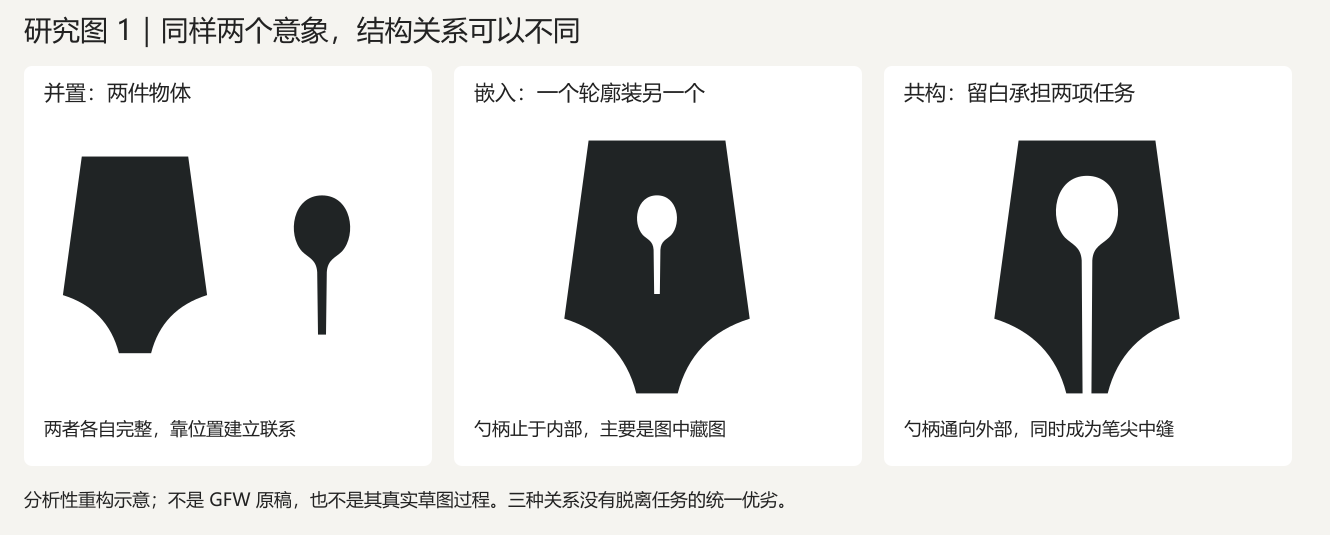 研究图 1｜同样两个意象，结构关系可以不同
并置：两件物体
两者各自完整，靠位置建立联系
嵌入：一个轮廓装另一个
勺柄止于内部，主要是图中藏图
共构：留白承担两项任务
勺柄通向外部，同时成为笔尖中缝
分析性重构示意；不是 GFW 原稿，也不是其真实草图过程。三种关系没有脱离任务的统一优劣。